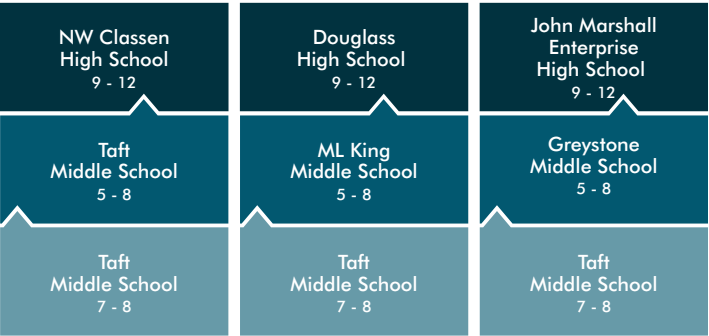 NW Classen
High School
9 - 12
Taft
Middle School
5 - 8
Taft
Middle School
7 - 8
Douglass
High School
9 - 12
ML King
Middle School
5 - 8
Taft
Middle School
7 - 8
John Marshall
Enterprise
High School
9 - 12
Greystone
Middle School
5 - 8
Taft
Middle School
7 - 8